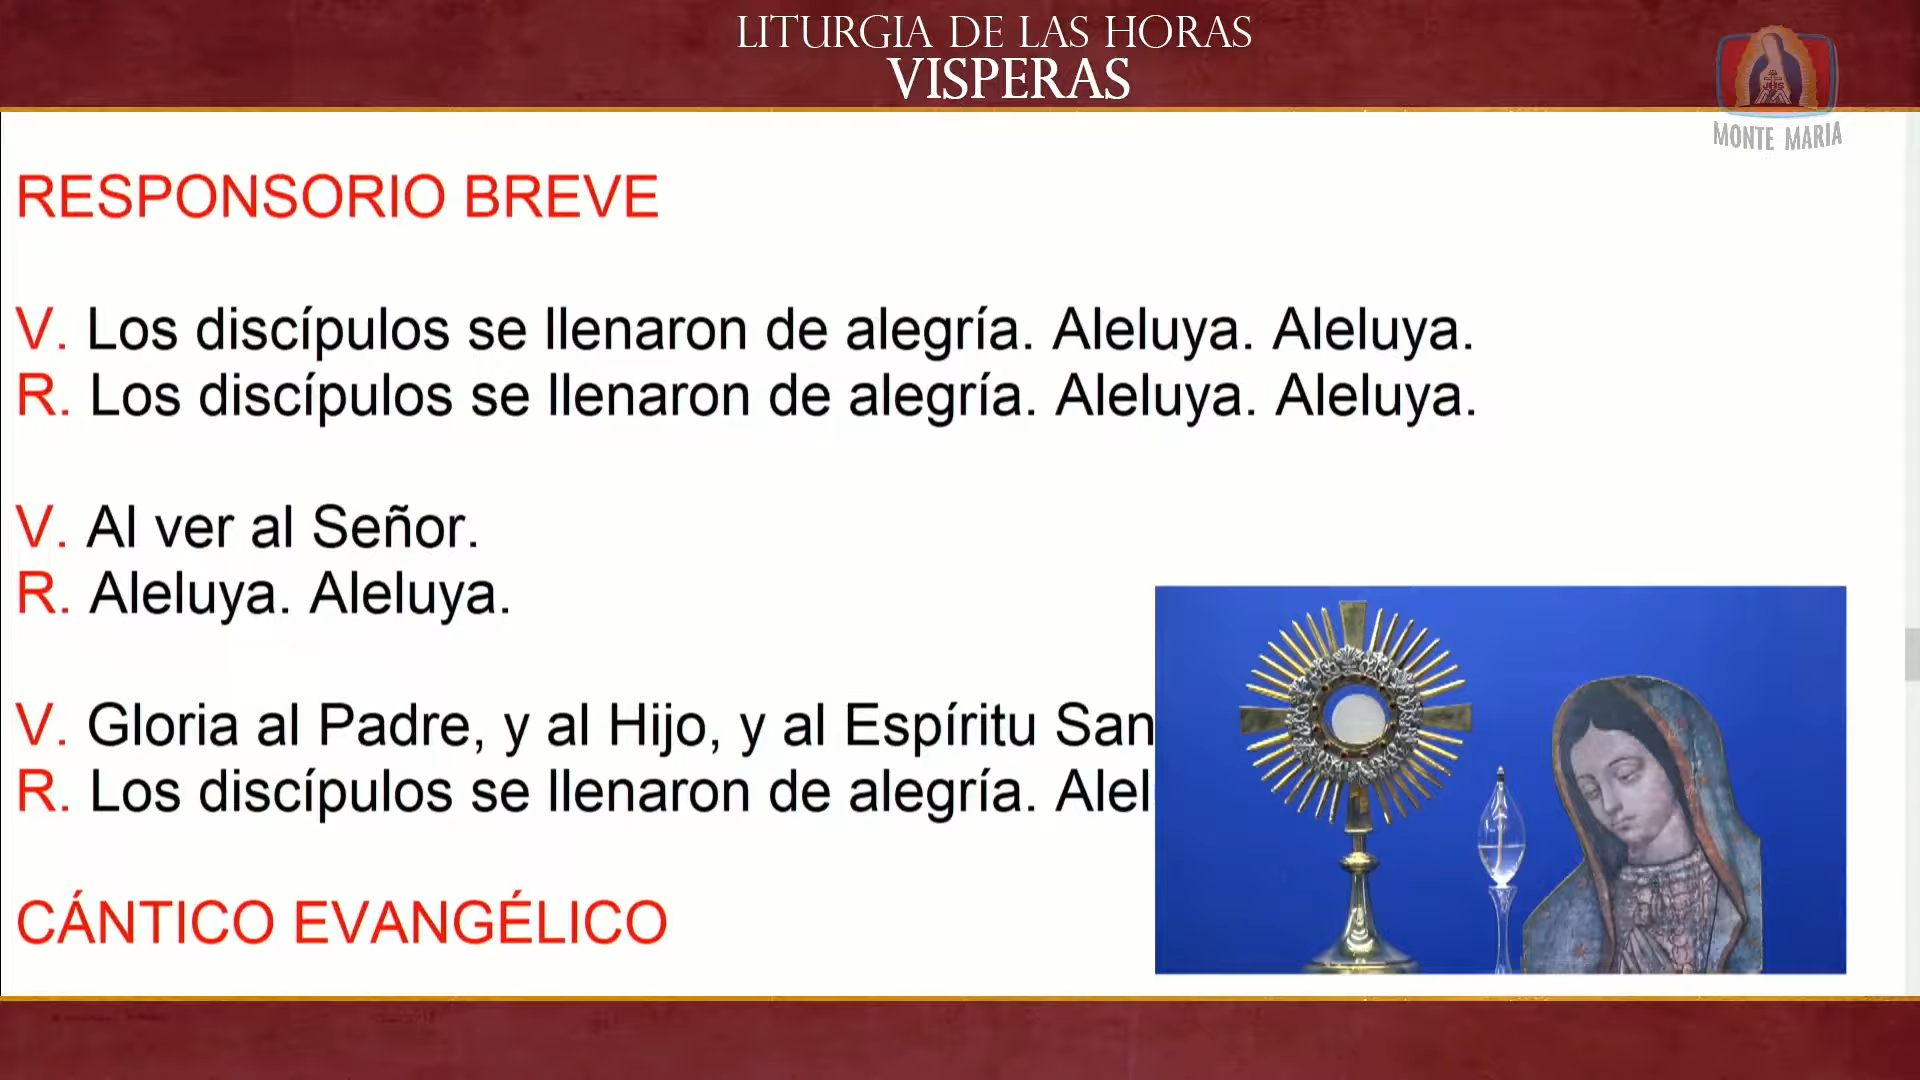 LITURGIA DE LAS HORAS
VISPERAS
MONTE MARIA
RESPONSORIO BREVE
V. Los discípulos se llenaron de alegría. Aleluya. Aleluya.
R. Los discípulos se llenaron de alegría. Aleluya. Aleluya.
V. Al ver al Señor.
R. Aleluya. Aleluya.
V. Gloria al Padre, y al Hijo, y al Espíritu San
R. Los discípulos se llenaron de alegría. Alel
CÁNTICO EVANGÉLICO